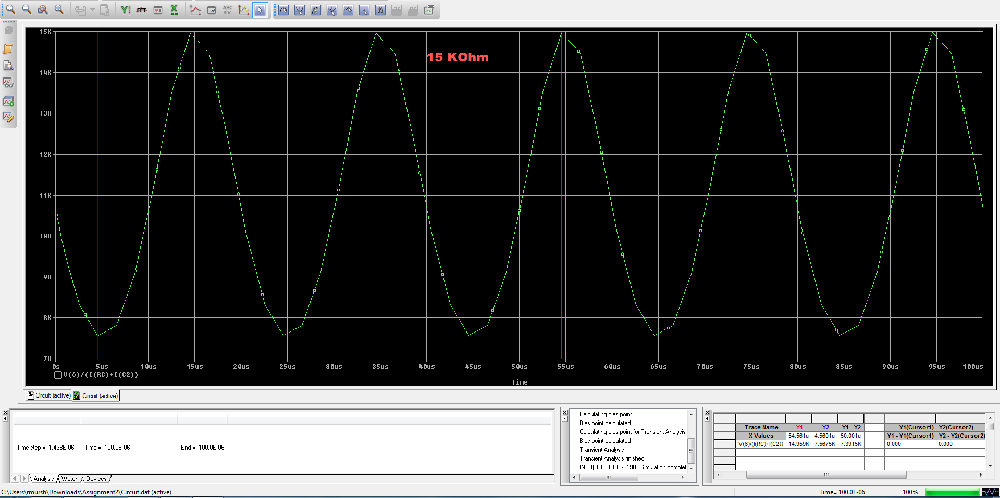 Y! FFT f(x) ABC
abc
15K
15 KOhm
14K
13K
12K
11K
10K
9K
8K
7K
0s 5us 10us 15us 20us 25us 30us 35us 40us 45us 50us 55us 60us 65us 70us 75us 80us 85us 90us 95us 100us
V(6)/(I(RC)+I(C2))
Time
Circuit (active) Circuit (active)
Time step = 1.438E-06 Time = 100.0E-06 End = 100.0E-06
Analysis Watch Devices
Calculating bias point
Bias point calculated
Calculating bias point for Transient Analysis
Bias point calculated
Transient Analysis
Transient Analysis finished
INFO(ORPROBE-3190): Simulation complet
Trace Name Y1 Y2 Y1 - Y2 Y1(Cursor1) - Y2(Cursor2)
X Values 54.561u 4.5601u 50.001u Y1 - Y1(Cursor1) Y2 - Y2(Cursor2)
V(6)/(I(RC)+I(C2)) 14.959K 7.5675K 7.3915K 0.000 0.000
C:\Users\rmursh\Downloads\Assignment2\Circuit.dat (active) Time= 100.0E-06 100%